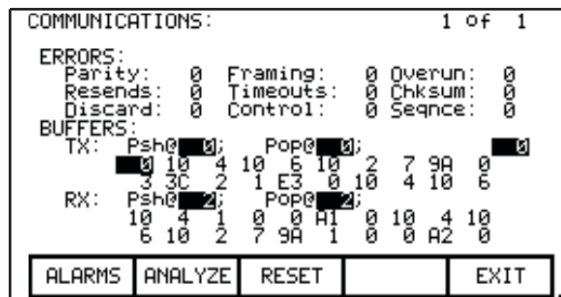 COMMUNICATIONS: 1 of 1
ERRORS:
Parity: 0 Framing: 0 Overun: 0
Resends: 0 Timeouts: 0 Chksum: 0
Discard: 0 Control: 0 Seqnce: 0
BUFFERS:
TX: Psh@ 0; Pop@ 0; 0
0 10 4 10 6 10 2 7 9A 0
3 3C 2 1 E3 0 10 4 10 6
RX: Psh@ 2; Pop@ 2;
10 4 1 0 0 A1 0 10 4 10
6 10 2 7 9A 1 0 0 A2 0
ALARMS ANALYZE RESET EXIT